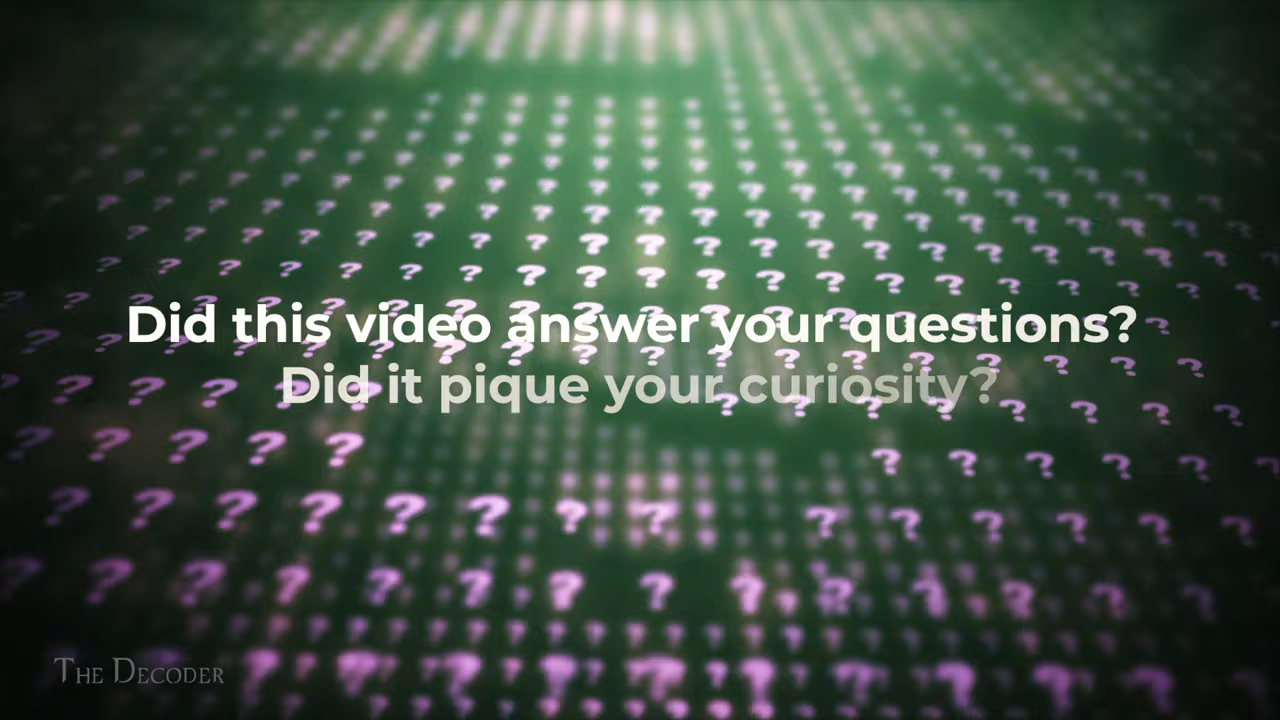 Did this video answer your questions?
Did it pique your curiosity?
The Decoder